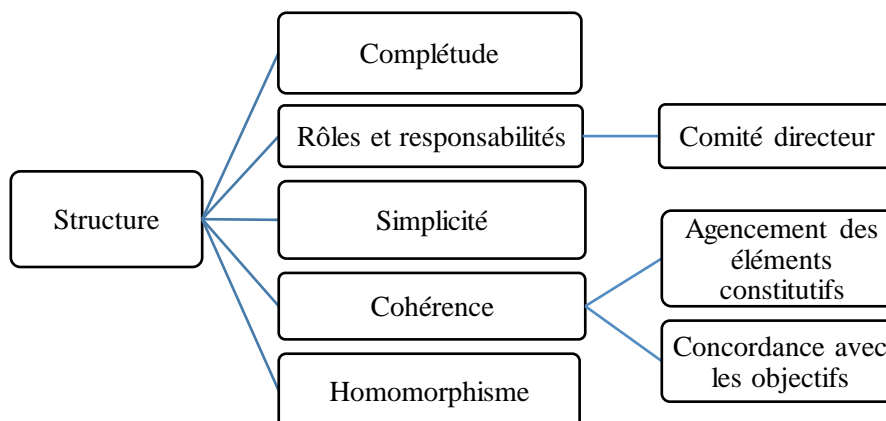 Complétude
Rôles et responsabilités
Comité directeur
Structure
Simplicité
Agencement des
éléments
constitutifs
Cohérence
Concordance avec
les objectifs
Homomorphisme